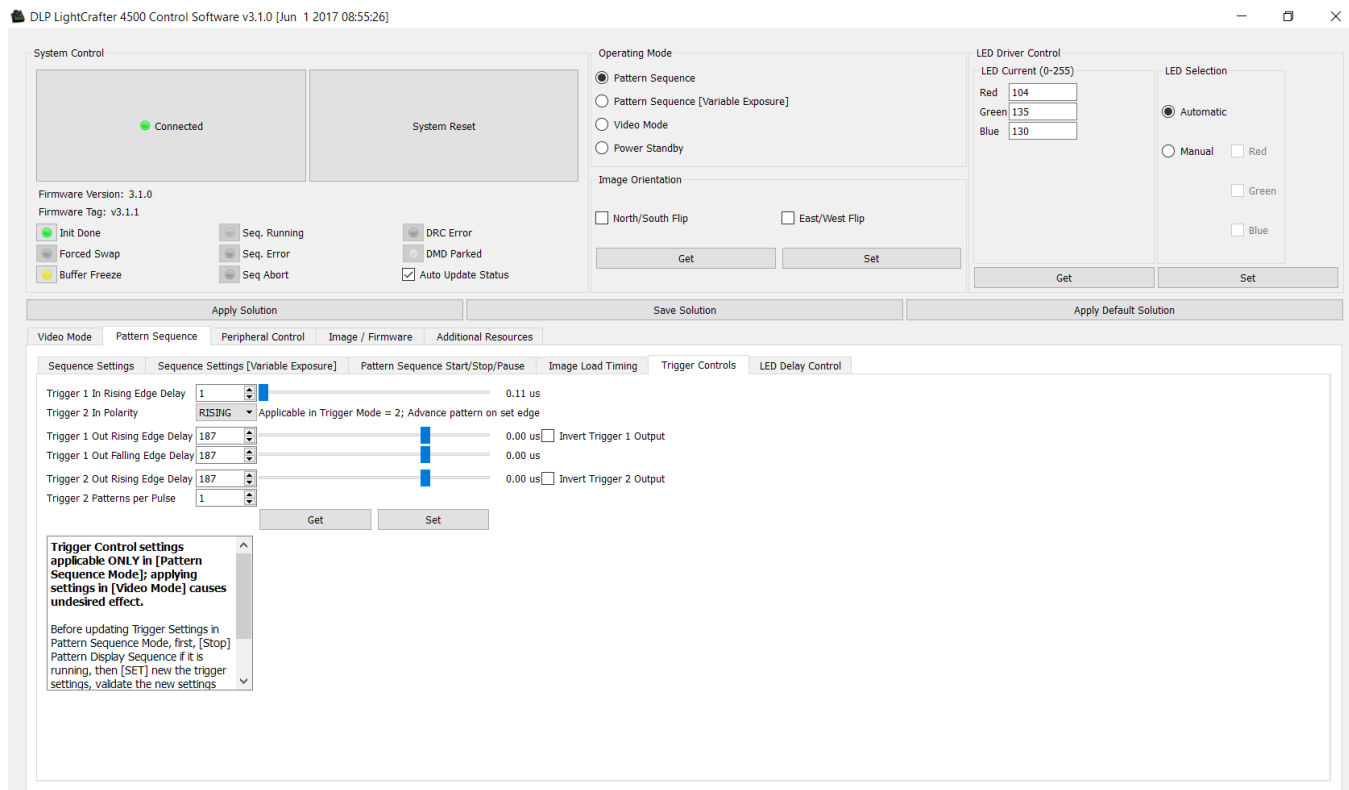 DLP LightCrafter 4500 Control Software v3.1.0 [Jun 1 2017 08:55:26]
System Control
Connected
System Reset
Firmware Version: 3.1.0
Firmware Tag: v3.1.1
Init Done
Seq. Running
DRC Error
Forced Swap
Seq. Error
DMD Parked
Buffer Freeze
Seq Abort
Auto Update Status
Operating Mode
Pattern Sequence
Pattern Sequence [Variable Exposure]
Video Mode
Power Standby
Image Orientation
North/South Flip
East/West Flip
Get
Set
LED Driver Control
LED Current (0-255)
Red 104
Green 135
Blue 130
LED Selection
Automatic
Manual
Red
Green
Blue
Get
Set
Apply Solution
Save Solution
Apply Default Solution
Video Mode
Pattern Sequence
Peripheral Control
Image / Firmware
Additional Resources
Sequence Settings
Sequence Settings [Variable Exposure]
Pattern Sequence Start/Stop/Pause
Image Load Timing
Trigger Controls
LED Delay Control
Trigger 1 In Rising Edge Delay 1 0.11 us
Trigger 2 In Polarity RISING Applicable in Trigger Mode = 2; Advance pattern on set edge
Trigger 1 Out Rising Edge Delay 187 0.00 us Invert Trigger 1 Output
Trigger 1 Out Falling Edge Delay 187 0.00 us
Trigger 2 Out Rising Edge Delay 187 0.00 us Invert Trigger 2 Output
Trigger 2 Patterns per Pulse 1
Get
Set
Trigger Control settings
applicable ONLY in [Pattern
Sequence Mode]; applying
settings in [Video Mode] causes
undesired effect.
Before updating Trigger Settings in
Pattern Sequence Mode, first, [Stop]
Pattern Display Sequence if it is
running, then [SET] new the trigger
settings, validate the new settings